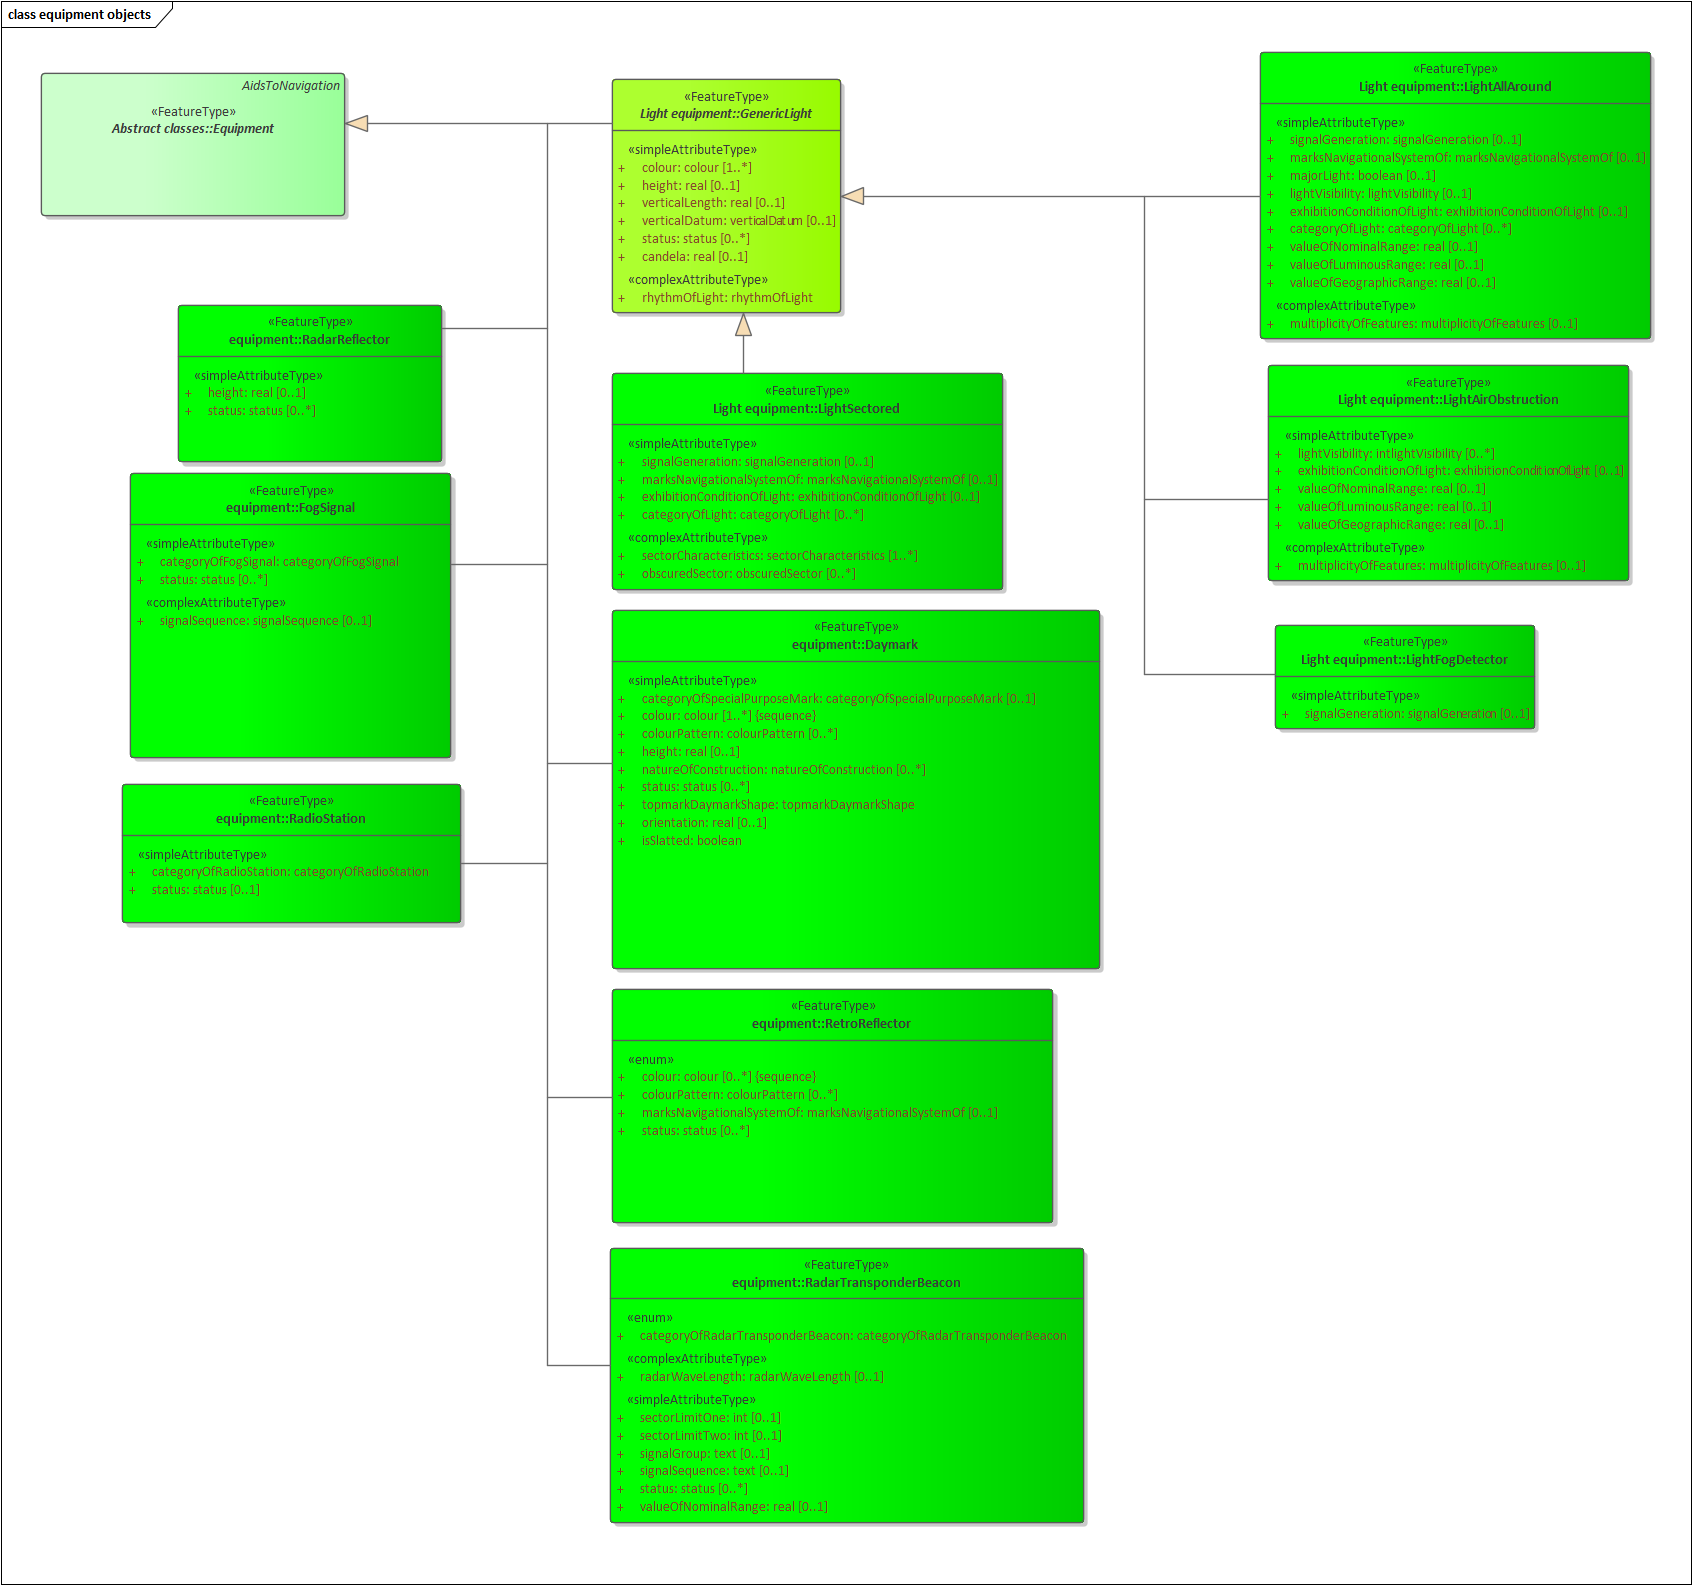 class equipment objects
AidsToNavigation
«FeatureType»
Abstract classes::Equipment
«FeatureType»
Light equipment::GenericLight
«simpleAttributeType»
+ colour: colour [1..*]
+ height: real [0..1]
+ verticalLength: real [0..1]
+ verticalDatum: verticalDatum [0..1]
+ status: status [0..*]
+ candela: real [0..1]
«complexAttributeType»
+ rhythmOfLight: rhythmOfLight
«FeatureType»
Light equipment::LightAllAround
«simpleAttributeType»
+ signalGeneration: signalGeneration [0..1]
+ marksNavigationalSystemOf: marksNavigationalSystemOf [0..1]
+ majorLight: boolean [0..1]
+ lightVisibility: lightVisibility [0..1]
+ exhibitionConditionOfLight: exhibitionConditionOfLight [0..1]
+ categoryOfLight: categoryOfLight [0..*]
+ valueOfNominalRange: real [0..1]
+ valueOfLuminousRange: real [0..1]
+ valueOfGeographicRange: real [0..1]
«complexAttributeType»
+ multiplicityOfFeatures: multiplicityOfFeatures [0..1]
«FeatureType»
equipment::RadarReflector
«simpleAttributeType»
+ height: real [0..1]
+ status: status [0..*]
«FeatureType»
Light equipment::LightSectored
«simpleAttributeType»
+ signalGeneration: signalGeneration [0..1]
+ marksNavigationalSystemOf: marksNavigationalSystemOf [0..1]
+ exhibitionConditionOfLight: exhibitionConditionOfLight [0..1]
+ categoryOfLight: categoryOfLight [0..*]
«complexAttributeType»
+ sectorCharacteristics: sectorCharacteristics [1..*]
+ obscuredSector: obscuredSector [0..*]
«FeatureType»
Light equipment::LightAirObstruction
«simpleAttributeType»
+ lightVisibility: intlightVisibility [0..*]
+ exhibitionConditionOfLight: exhibitionConditionOfLight [0..1]
+ valueOfNominalRange: real [0..1]
+ valueOfLuminousRange: real [0..1]
+ valueOfGeographicRange: real [0..1]
«complexAttributeType»
+ multiplicityOfFeatures: multiplicityOfFeatures [0..1]
«FeatureType»
equipment::FogSignal
«simpleAttributeType»
+ categoryOfFogSignal: categoryOfFogSignal
+ status: status [0..*]
«complexAttributeType»
+ signalSequence: signalSequence [0..1]
«FeatureType»
equipment::Daymark
«simpleAttributeType»
+ categoryOfSpecialPurposeMark: categoryOfSpecialPurposeMark [0..1]
+ colour: colour [1..*] {sequence}
+ colourPattern: colourPattern [0..*]
+ height: real [0..1]
+ natureOfConstruction: natureOfConstruction [0..*]
+ status: status [0..*]
+ topmarkDaymarkShape: topmarkDaymarkShape
+ orientation: real [0..1]
+ isSlatted: boolean
«FeatureType»
Light equipment::LightFogDetector
«simpleAttributeType»
+ signalGeneration: signalGeneration [0..1]
«FeatureType»
equipment::RadioStation
«simpleAttributeType»
+ categoryOfRadioStation: categoryOfRadioStation
+ status: status [0..1]
«FeatureType»
equipment::RetroReflector
«enum»
+ colour: colour [0..*] {sequence}
+ colourPattern: colourPattern [0..*]
+ marksNavigationalSystemOf: marksNavigationalSystemOf [0..1]
+ status: status [0..*]
«FeatureType»
equipment::RadarTransponderBeacon
«enum»
+ categoryOfRadarTransponderBeacon: categoryOfRadarTransponderBeacon
«complexAttributeType»
+ radarWaveLength: radarWaveLength [0..1]
«simpleAttributeType»
+ sectorLimitOne: int [0..1]
+ sectorLimitTwo: int [0..1]
+ signalGroup: text [0..1]
+ signalSequence: text [0..1]
+ status: status [0..*]
+ valueOfNominalRange: real [0..1]